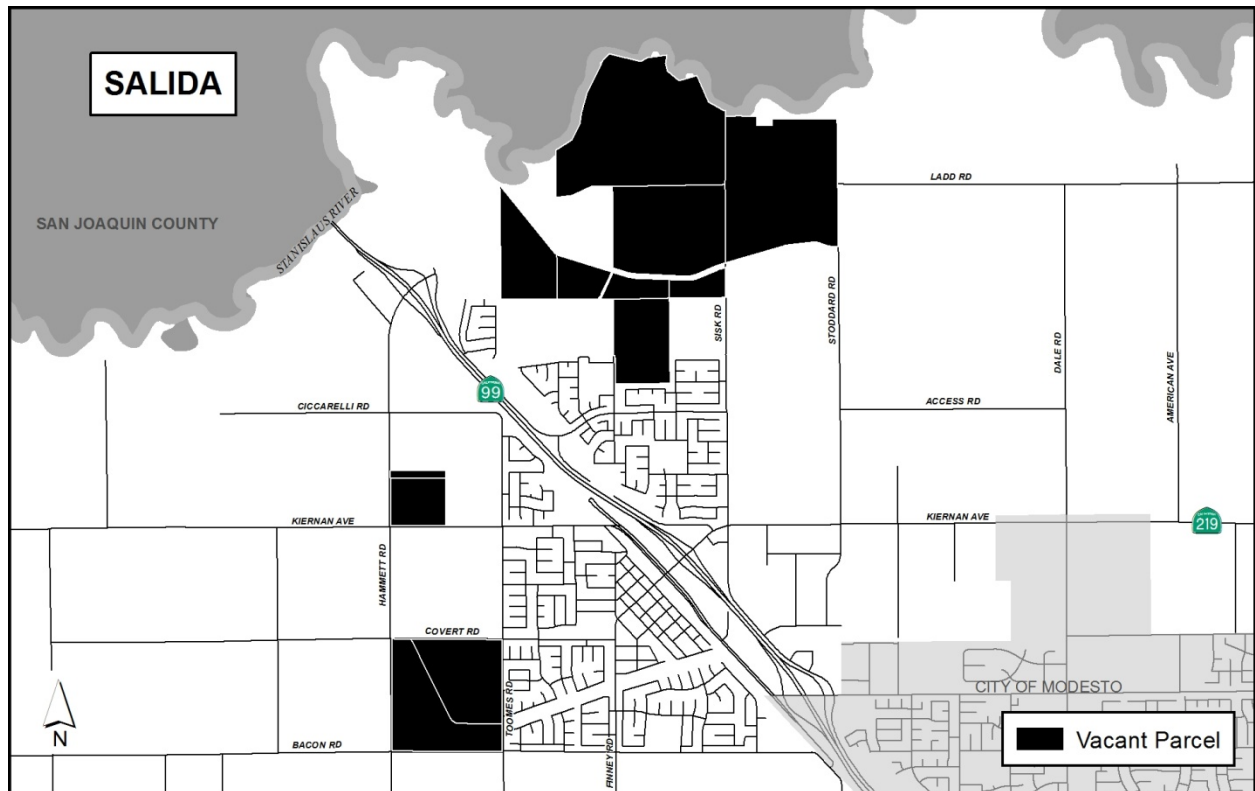 SALIDA
SAN JOAQUIN COUNTY
STANISLAUS RIVER
LADD RD
SISK RD
STODDARD RD
DALE RD
AMERICAN AVE
99
CICCARELLI RD
ACCESS RD
KIERNAN AVE
KIERNAN AVE
219
HAMMETT RD
COVERT RD
TOOMES RD
CITY OF MODESTO
N
BACON RD
FINNEY RD
Vacant Parcel